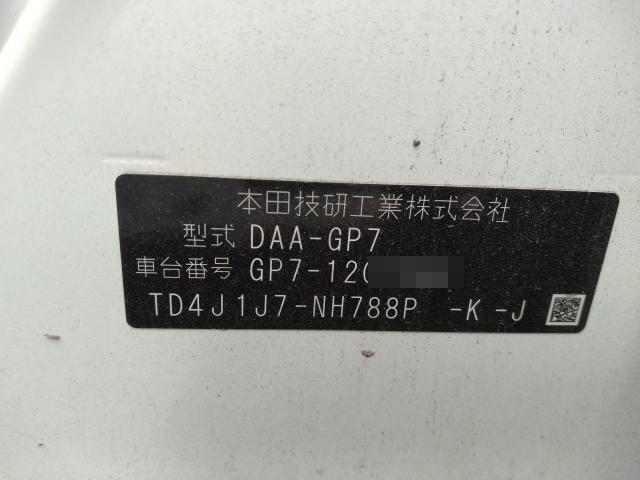 本田技研工業株式会社
型式 DAA-GP7
車台番号 GP7-120
TD4J1J7-NH788P -K -J